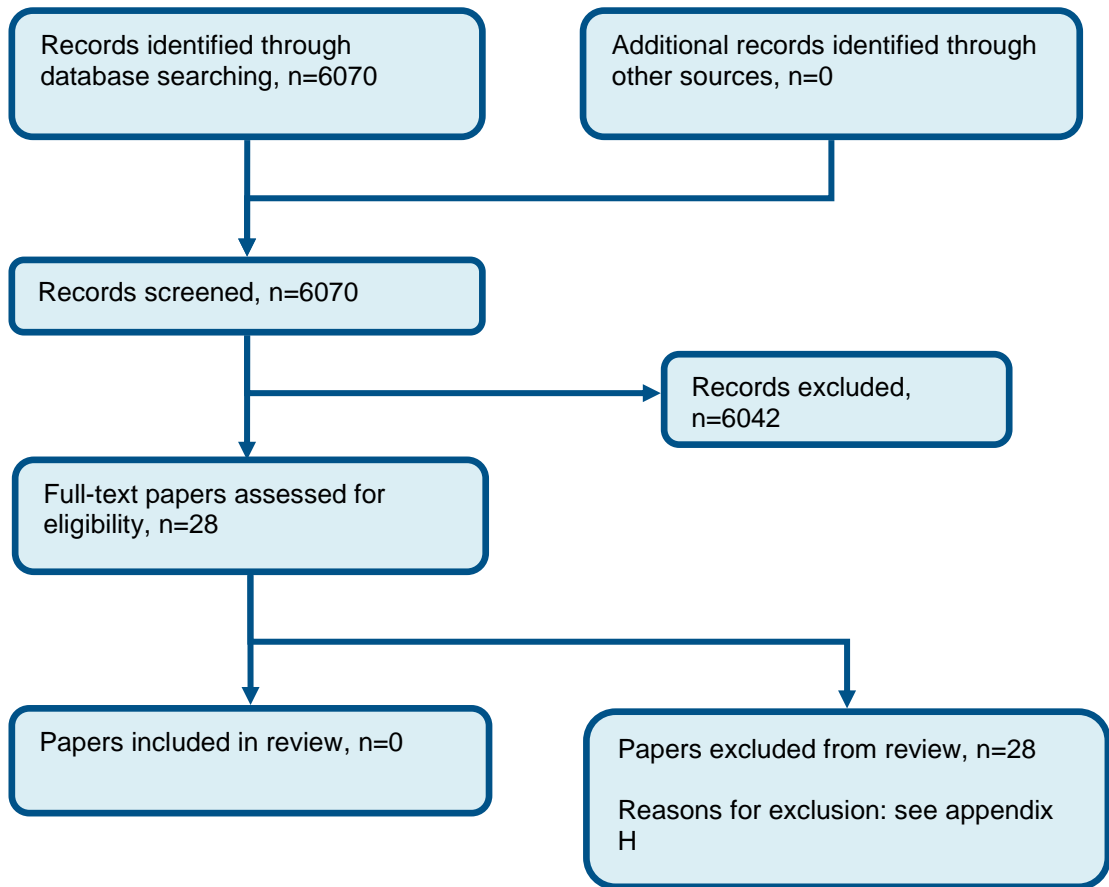 Records identified through
database searching, n=6070
Additional records identified through
other sources, n=0
Records screened, n=6070
Records excluded,
n=6042
Full-text papers assessed for
eligibility, n=28
Papers included in review, n=0
Papers excluded from review, n=28
Reasons for exclusion: see appendix
H